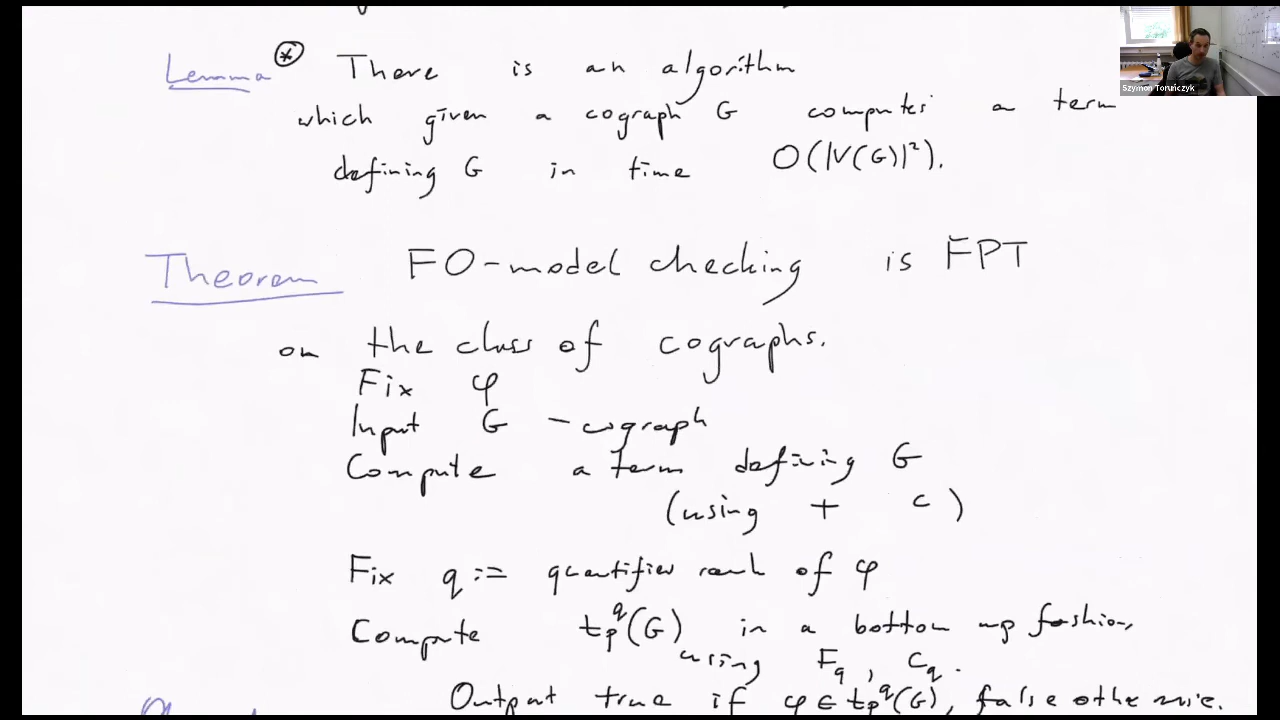 Lemma ⊛ There is an algorithm
which given a cograph G computes a term
defining G in time O(|V(G)|²).
Theorem FO-model checking is FPT
on the class of cographs.
Fix φ
Input G - cograph
Compute a term defining G
(using + c)
Fix q := quantifier rank of φ
Compute tp^q(G) in a bottom up fashion,
using F_q, C_q.
Output true if φ ∈ tp^q(G), false otherwise.
Szymon Toruńczyk